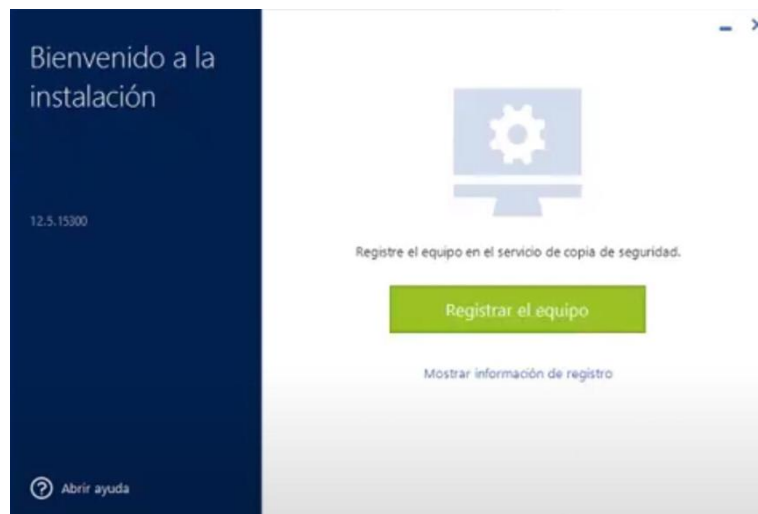 Bienvenido a la
instalación
12.5.15300
Registre el equipo en el servicio de copia de seguridad.
Registrar el equipo
Mostrar información de registro
Abrir ayuda